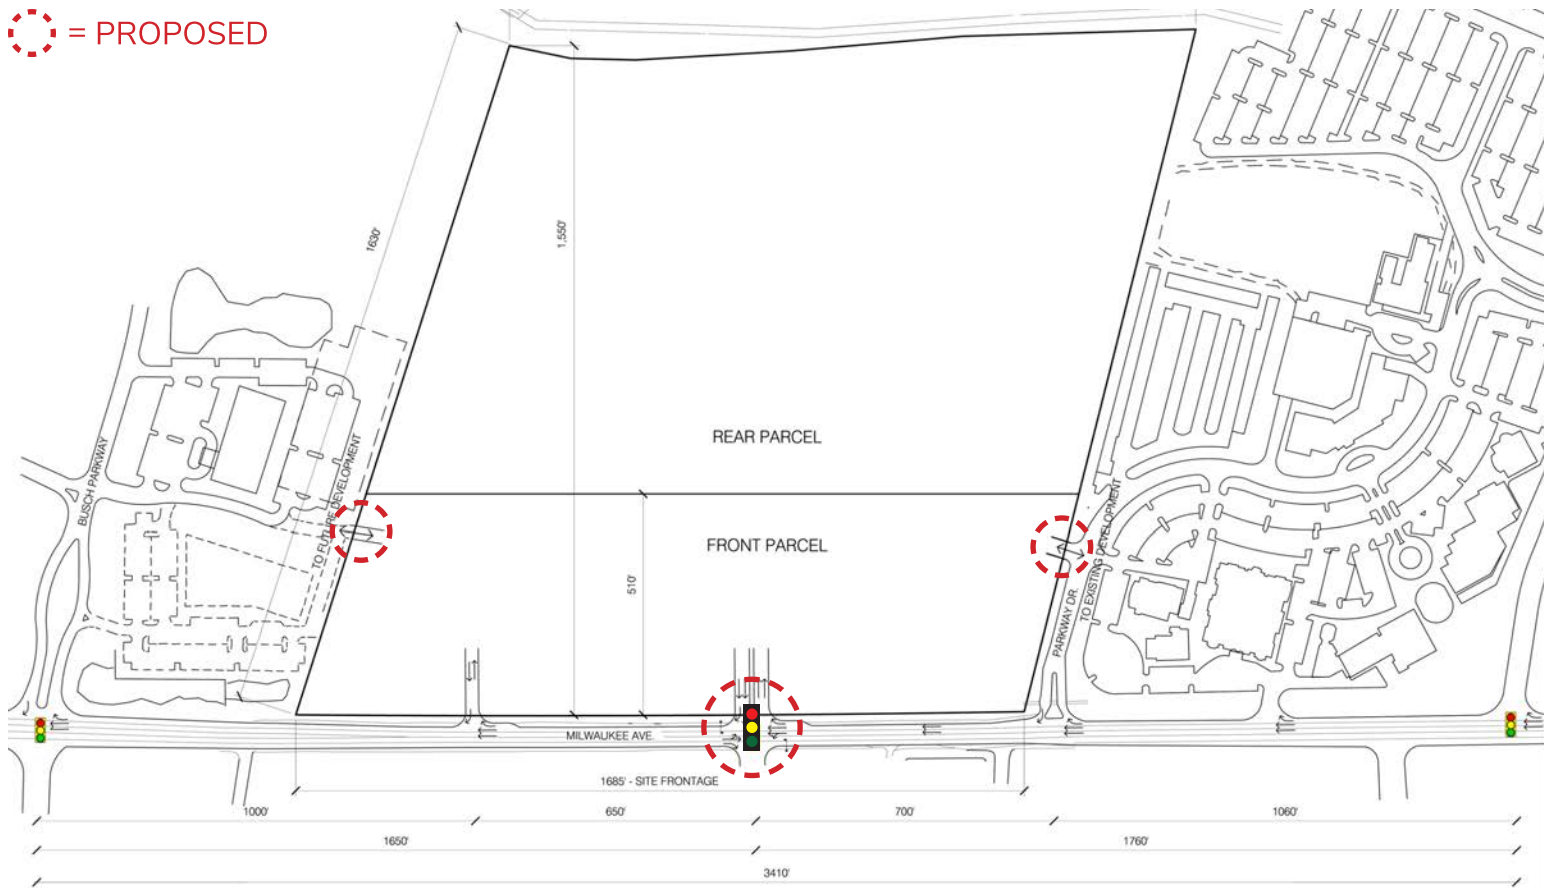 = PROPOSED
1630'
1,550'
REAR PARCEL
BUSCH PARKWAY
TO FUTURE DEVELOPMENT
FRONT PARCEL
510'
PARKWAY DR.
TO EXISTING DEVELOPMENT
MILWAUKEE AVE.
1685' - SITE FRONTAGE
1000' 650' 700' 1060'
1650' 1760'
3410'